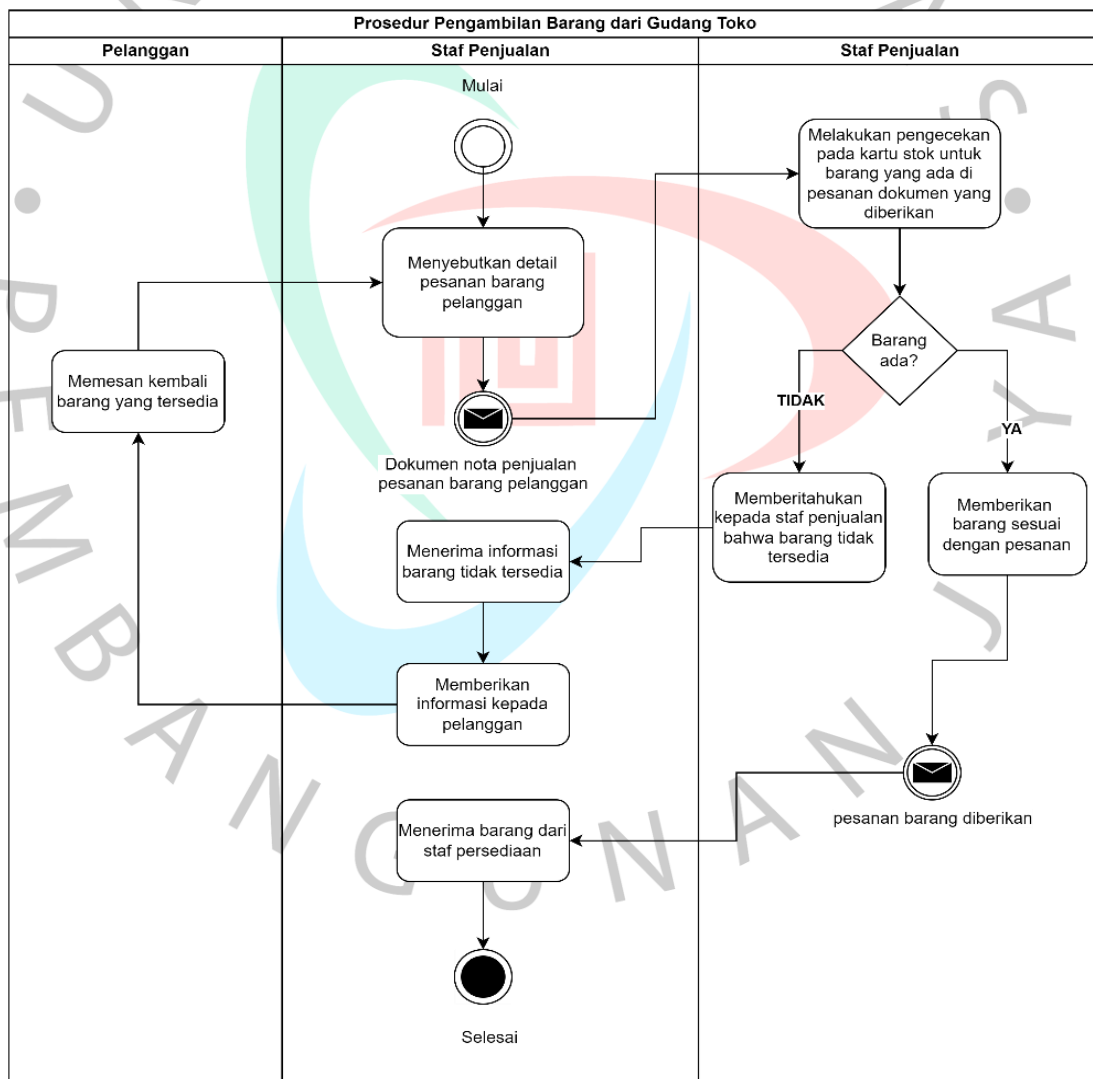 Prosedur Pengambilan Barang dari Gudang Toko
Pelanggan
Staf Penjualan
Staf Penjualan
Mulai
Melakukan pengecekan
pada kartu stok untuk
barang yang ada di
pesanan dokumen yang
diberikan
Menyebutkan detail
pesanan barang
pelanggan
Barang
ada?
Memesan kembali
barang yang tersedia
TIDAK
YA
Dokumen nota penjualan
pesanan barang pelanggan
Memberitahukan
kepada staf penjualan
bahwa barang tidak
tersedia
Memberikan
barang sesuai
dengan pesanan
Menerima informasi
barang tidak tersedia
Memberikan
informasi kepada
pelanggan
pesanan barang diberikan
Menerima barang dari
staf persediaan
Selesai
PEMBANGUNAN JAYA